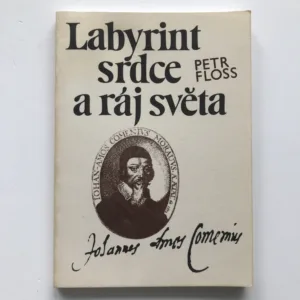 Labyrint
srdce
PETR
FLOSS
a ráj světa
Johannes Amos Comenius